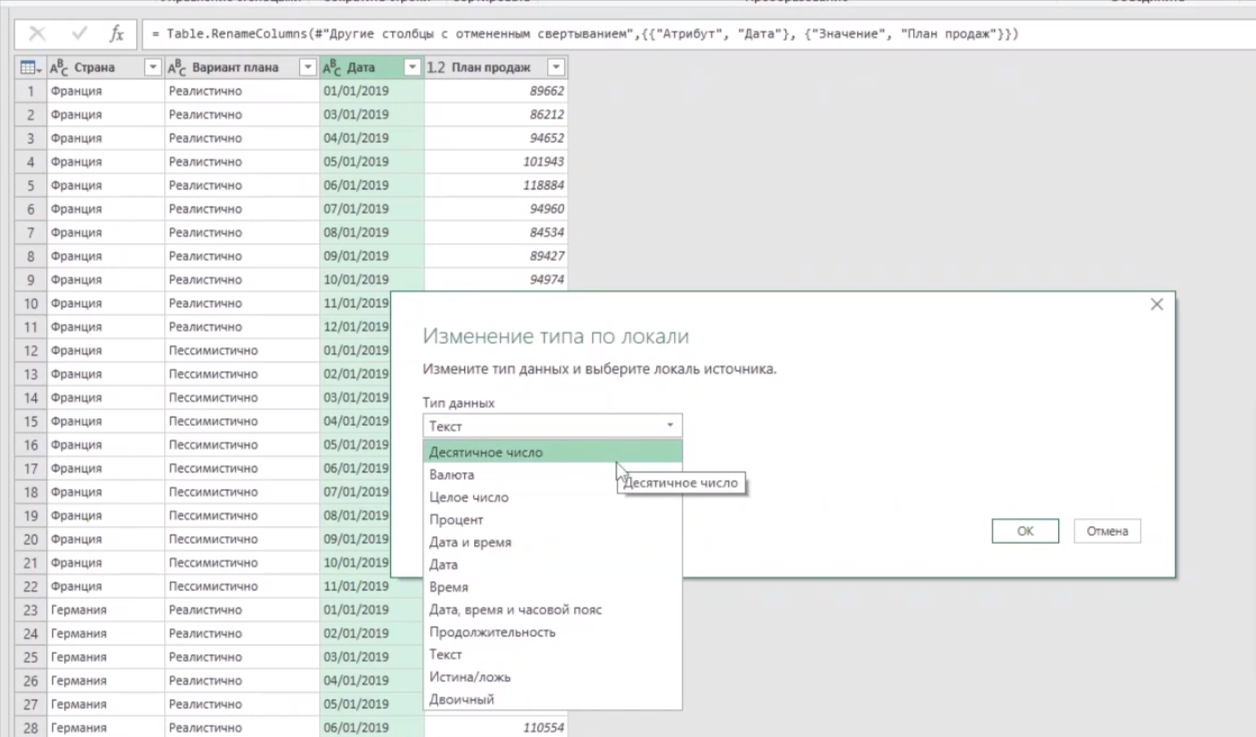 = Table.RenameColumns(#"Другие столбцы с отмененным свертыванием",{{"Атрибут", "Дата"}, {"Значение", "План продаж"}})
Страна Вариант плана Дата 1.2 План продаж
1 Франция Реалистично 01/01/2019 89662
2 Франция Реалистично 03/01/2019 86212
3 Франция Реалистично 04/01/2019 94652
4 Франция Реалистично 05/01/2019 101943
5 Франция Реалистично 06/01/2019 118884
6 Франция Реалистично 07/01/2019 94960
7 Франция Реалистично 08/01/2019 84534
8 Франция Реалистично 09/01/2019 89427
9 Франция Реалистично 10/01/2019 94974
10 Франция Реалистично 11/01/2019
11 Франция Реалистично 12/01/2019
12 Франция Пессимистично 01/01/2019
13 Франция Пессимистично 02/01/2019
14 Франция Пессимистично 03/01/2019
15 Франция Пессимистично 04/01/2019
16 Франция Пессимистично 05/01/2019
17 Франция Пессимистично 06/01/2019
18 Франция Пессимистично 07/01/2019
19 Франция Пессимистично 08/01/2019
20 Франция Пессимистично 09/01/2019
21 Франция Пессимистично 10/01/2019
22 Франция Пессимистично 11/01/2019
23 Германия Реалистично 01/01/2019
24 Германия Реалистично 02/01/2019
25 Германия Реалистично 03/01/2019
26 Германия Реалистично 04/01/2019
27 Германия Реалистично 05/01/2019
28 Германия Реалистично 06/01/2019 110554
Изменение типа по локали
Измените тип данных и выберите локаль источника.
Тип данных
Текст
Десятичное число
Валюта
Целое число
Процент
Дата и время
Дата
Время
Дата, время и часовой пояс
Продолжительность
Текст
Истина/ложь
Двоичный
Десятичное число
ОК
Отмена